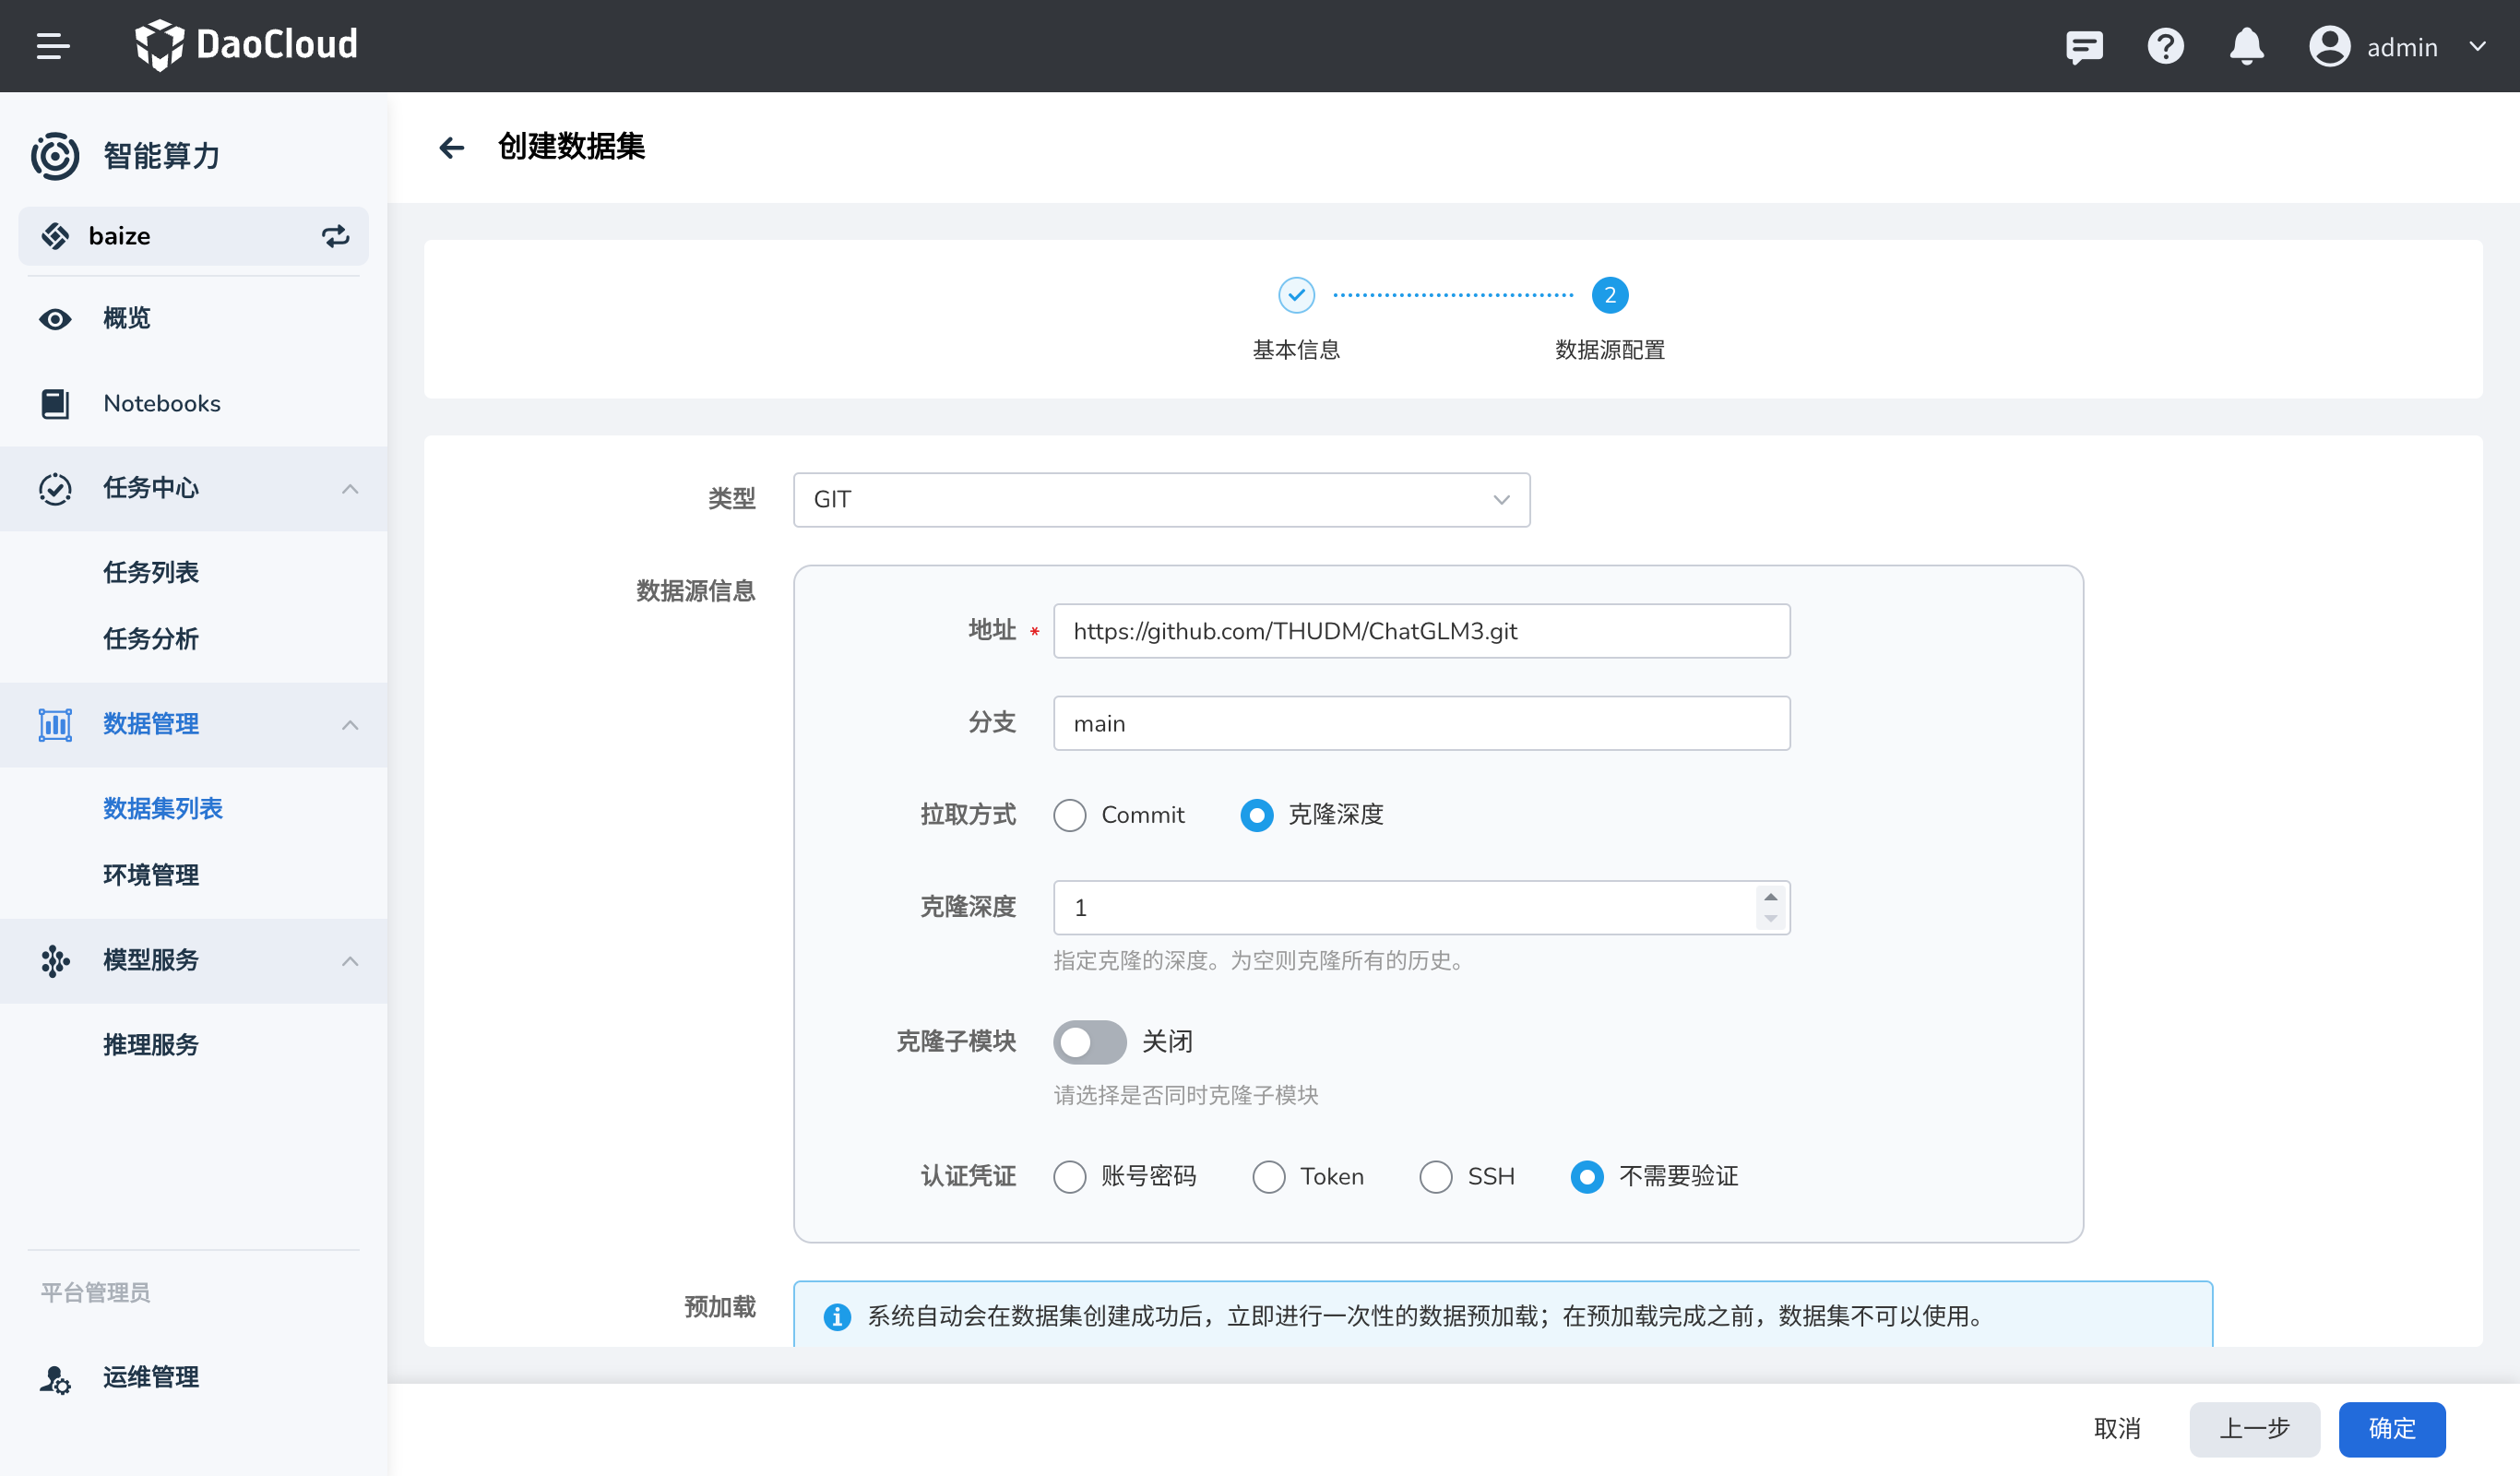 DaoCloud
admin
智能算力
baize
概览
Notebooks
任务中心
任务列表
任务分析
数据管理
数据集列表
环境管理
模型服务
推理服务
平台管理员
运维管理
创建数据集
2
基本信息
数据源配置
类型 GIT
数据源信息
地址 * https://github.com/THUDM/ChatGLM3.git
分支 main
拉取方式 Commit 克隆深度
克隆深度 1
指定克隆的深度。为空则克隆所有的历史。
克隆子模块 关闭
请选择是否同时克隆子模块
认证凭证 账号密码 Token SSH 不需要验证
预加载 系统自动会在数据集创建成功后，立即进行一次性的数据预加载；在预加载完成之前，数据集不可以使用。
取消 上一步 确定